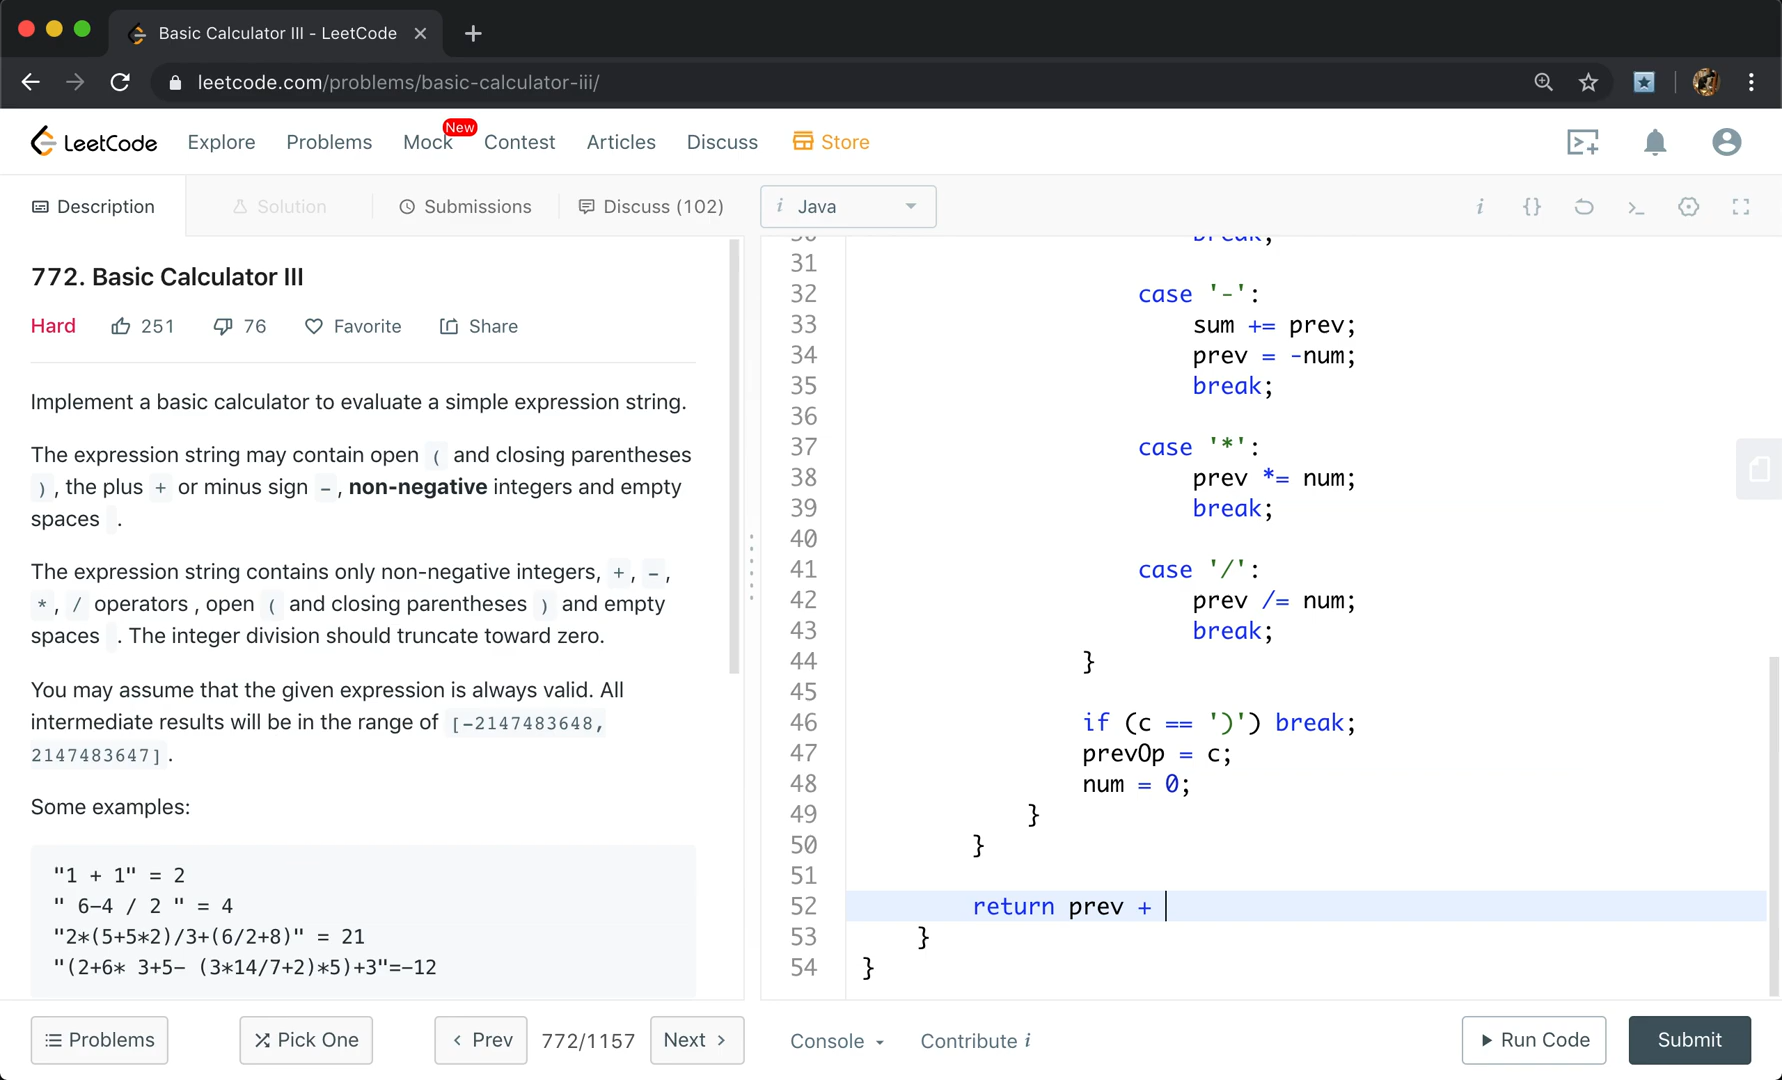 Basic Calculator III - LeetCode
leetcode.com/problems/basic-calculator-iii/
LeetCode Explore Problems Mock New Contest Articles Discuss Store
Description Solution Submissions Discuss (102)
i Java
772. Basic Calculator III
Hard 251 76 Favorite Share
Implement a basic calculator to evaluate a simple expression string.
The expression string may contain open ( and closing parentheses
), the plus + or minus sign -, non-negative integers and empty
spaces .
The expression string contains only non-negative integers, +, -,
*, / operators , open ( and closing parentheses ) and empty
spaces . The integer division should truncate toward zero.
You may assume that the given expression is always valid. All
intermediate results will be in the range of [-2147483648,
2147483647].
Some examples:
"1 + 1" = 2
" 6-4 / 2 " = 4
"2*(5+5*2)/3+(6/2+8)" = 21
"(2+6* 3+5- (3*14/7+2)*5)+3"=-12
30 break;
31
32 case '-':
33 sum += prev;
34 prev = -num;
35 break;
36
37 case '*':
38 prev *= num;
39 break;
40
41 case '/':
42 prev /= num;
43 break;
44 }
45
46 if (c == ')') break;
47 prevOp = c;
48 num = 0;
49 }
50 }
51
52 return prev +
53 }
54 }
Problems Pick One Prev 772/1157 Next Console Contribute i Run Code Submit